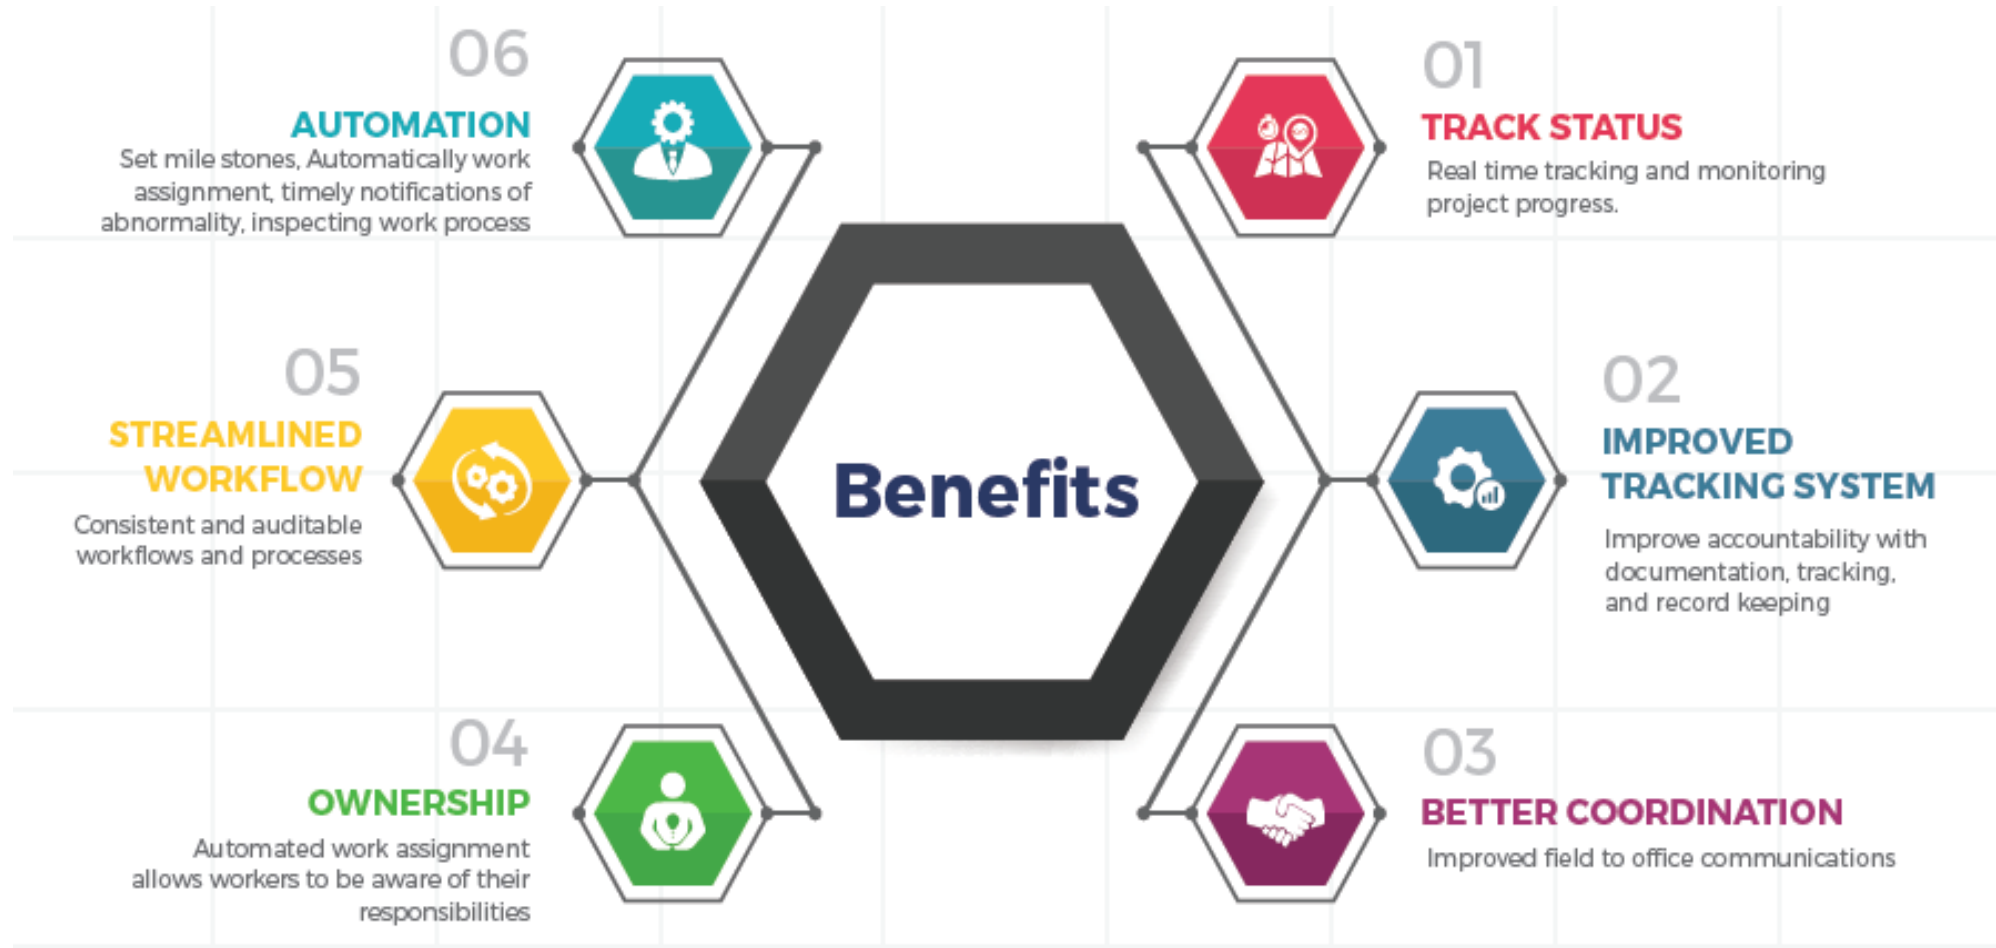 06
AUTOMATION
Set mile stones, Automatically work
assignment, timely notifications of
abnormality, inspecting work process
01
TRACK STATUS
Real time tracking and monitoring
project progress.
05
STREAMLINED
WORKFLOW
Consistent and auditable
workflows and processes
Benefits
02
IMPROVED
TRACKING SYSTEM
Improve accountability with
documentation, tracking,
and record keeping
04
OWNERSHIP
Automated work assignment
allows workers to be aware of their
responsibilities
03
BETTER COORDINATION
Improved field to office communications